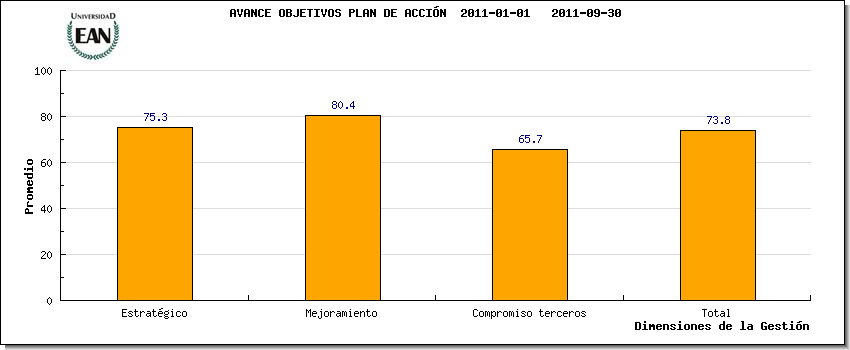 UNIVERSIDAD
EAN
AVANCE OBJETIVOS PLAN DE ACCIÓN 2011-01-01 2011-09-30
Promedio
100
80
60
40
20
0
75.3
80.4
65.7
73.8
Estratégico
Mejoramiento
Compromiso terceros
Total
Dimensiones de la Gestión